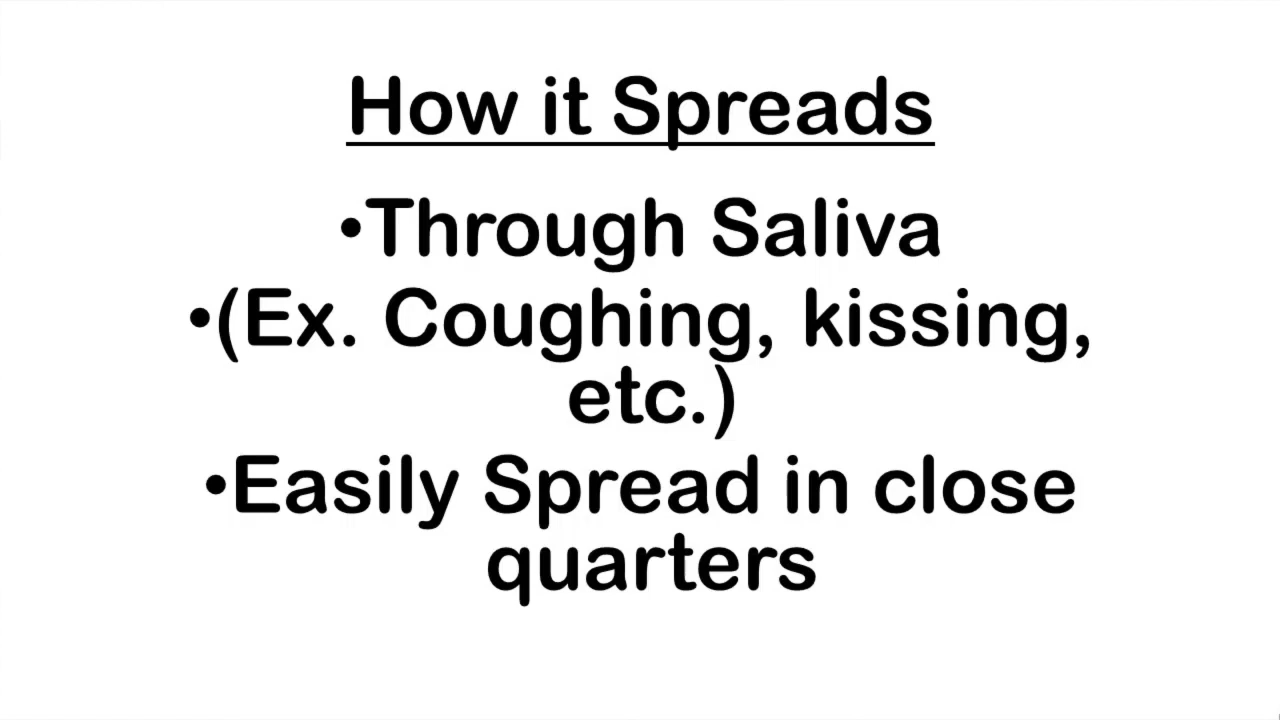 How it Spreads
•Through Saliva
•(Ex. Coughing, kissing,
etc.)
•Easily Spread in close
quarters